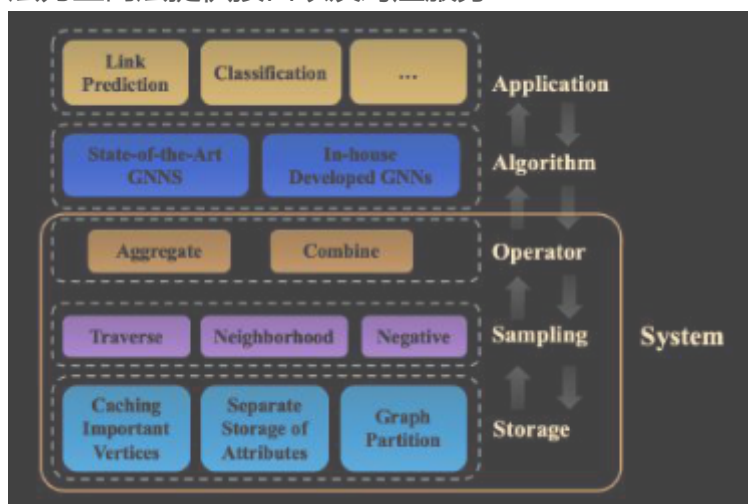 Link
Prediction
Classification
...
Application
State-of-the-Art
GNNS
In-house
Developed GNNs
Algorithm
Aggregate
Combine
Operator
Traverse
Neighborhood
Negative
Sampling
System
Caching
Important
Vertices
Separate
Storage of
Attributes
Graph
Partition
Storage